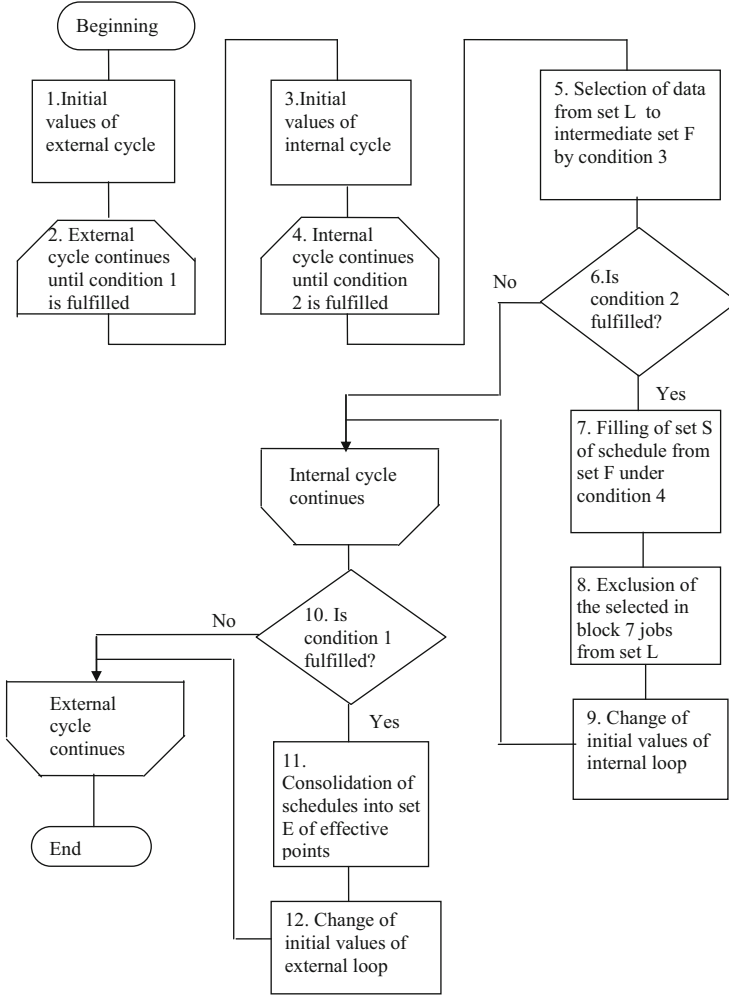 Beginning
1.Initial
values of
external cycle
2. External
cycle continues
until condition 1
is fulfilled
3.Initial
values of
internal cycle
4. Internal
cycle continues
until condition
2 is fulfilled
5. Selection of data
from set L to
intermediate set F
by condition 3
6.Is
condition 2
fulfilled?
No
Yes
7. Filling of set S
of schedule from
set F under
condition 4
8. Exclusion of
the selected in
block 7 jobs
from set L
9. Change of
initial values of
internal loop
Internal cycle
continues
10. Is
condition 1
fulfilled?
No
Yes
11.
Consolidation of
schedules into set
E of effective
points
12. Change of
initial values of
external loop
External
cycle
continues
End